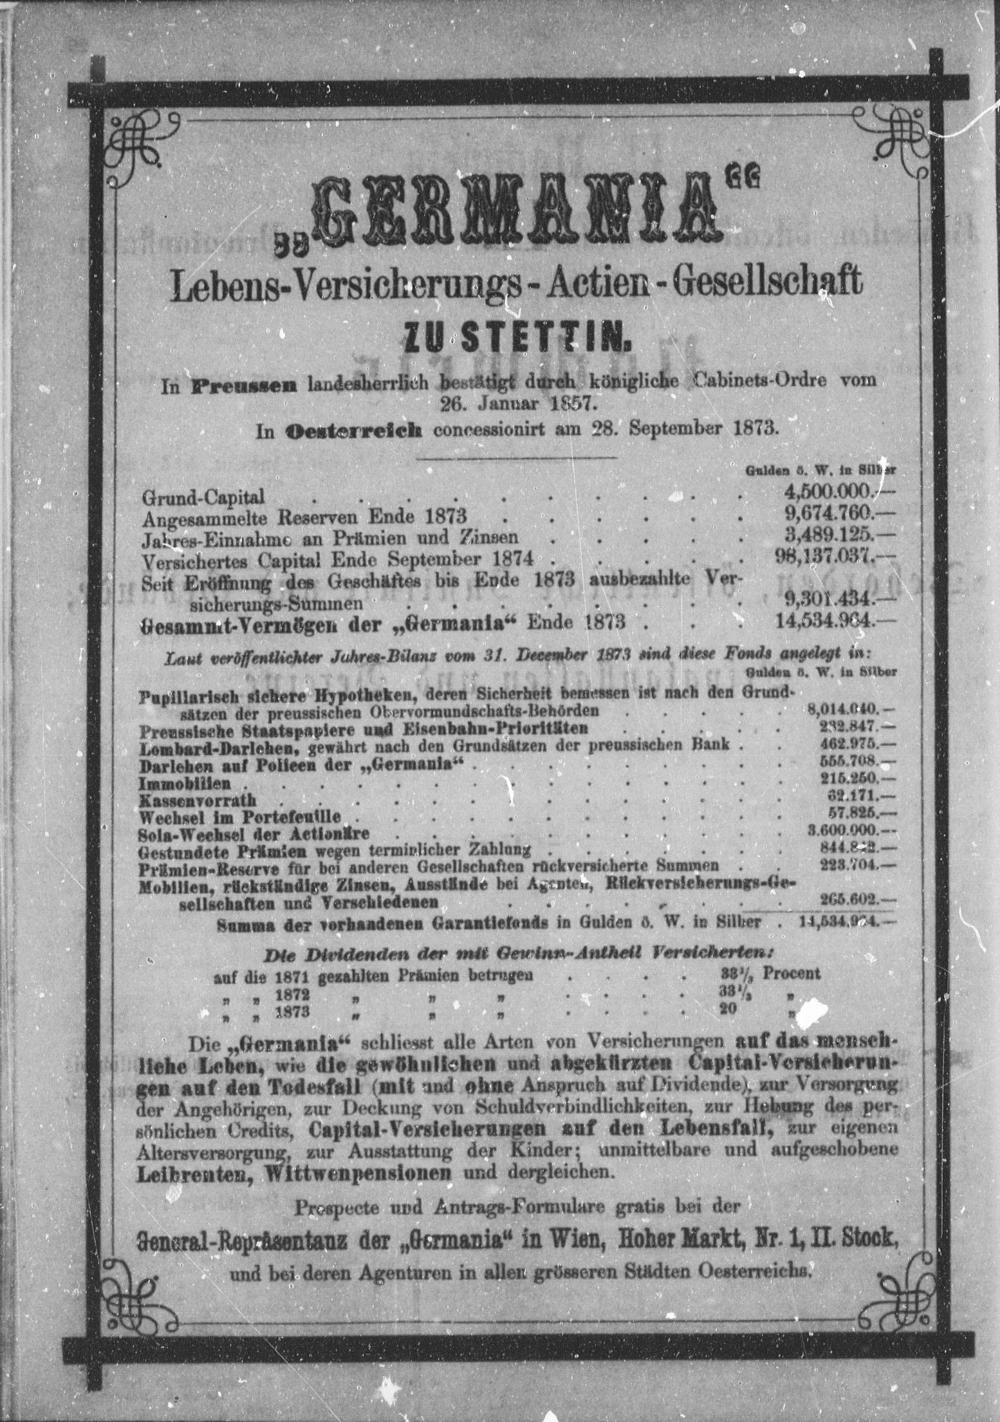 „GERMANIA“
Lebens-Versicherungs-Actien-Gesellschaft
ZU STETTIN.
In Preussen landesherrlich bestätigt durch königliche Cabinets-Ordre vom
26. Januar 1857.
In Oesterreich concessionirt am 28. September 1873.
Gulden ö. W. in Silber
Grund-Capital . . . . . . . . . 4,500.000.—
Angesammelte Reserven Ende 1873 . . . . . 9,674.760.—
Jahres-Einnahme an Prämien und Zinsen . . . . 3,489.125.—
Versichertes Capital Ende September 1874 . . . . 98,137.037.—
Seit Eröffnung des Geschäftes bis Ende 1873 ausbezahlte Ver-
sicherungs-Summen . . . . . . . 9,301.434.—
Gesammt-Vermögen der „Germania“ Ende 1873 . . . 14,534.964.—
Laut veröffentlichter Jahres-Bilanz vom 31. December 1873 sind diese Fonds angelegt in:
Gulden ö. W. in Silber
Pupillarisch sichere Hypotheken, deren Sicherheit bemessen ist nach den Grund-
sätzen der preussischen Obervormundschafts-Behörden . . . . 8,014.040.—
Preussische Staatspapiere und Eisenbahn-Prioritäten . . . . 232.847.—
Lombard-Darlehen, gewährt nach den Grundsätzen der preussischen Bank . . 462.975.—
Darlehen auf Policen der „Germania“ . . . . . . 555.708.—
Immobilien . . . . . . . . . . 215.250.—
Kassenvorrath . . . . . . . . . 62.171.—
Wechsel im Portefeuille . . . . . . . . 57.825.—
Sola-Wechsel der Actionäre . . . . . . . 3.600.000.—
Gestundete Prämien wegen terminlicher Zahlung . . . . .
Prämien-Reserve für bei anderen Gesellschaften rückversicherte Summen . . 223.704.—
Mobilien, rückständige Zinsen, Ausstände bei Agenten, Rückversicherungs-Ge-
sellschaften und Verschiedenen . . . . . . 265.602.—
Summa der vorhandenen Garantiefonds in Gulden ö. W. in Silber . 14,534.964.—
Die Dividenden der mit Gewinn-Antheil Versicherten:
auf die 1871 gezahlten Prämien betrugen . . . . 33⅓ Procent
„ „ 1872 „ „ „ . . . . 33⅓ „
„ „ 1873 „ „ „ . . . . 20 „
Die „Germania“ schliesst alle Arten von Versicherungen auf das mensch-
liche Leben, wie die gewöhnlichen und abgekürzten Capital-Versicherun-
gen auf den Todesfall (mit und ohne Anspruch auf Dividende), zur Versorgung
der Angehörigen, zur Deckung von Schuldverbindlichkeiten, zur Hebung des per-
sönlichen Credits, Capital-Versicherungen auf den Lebensfall, zur eigenen
Altersversorgung, zur Ausstattung der Kinder; unmittelbare und aufgeschobene
Leibrenten, Wittwenpensionen und dergleichen.
Prospecte und Antrags-Formulare gratis bei der
General-Repräsentanz der „Germania“ in Wien, Hoher Markt, Nr. 1, II. Stock,
und bei deren Agenturen in allen grösseren Städten Oesterreichs.